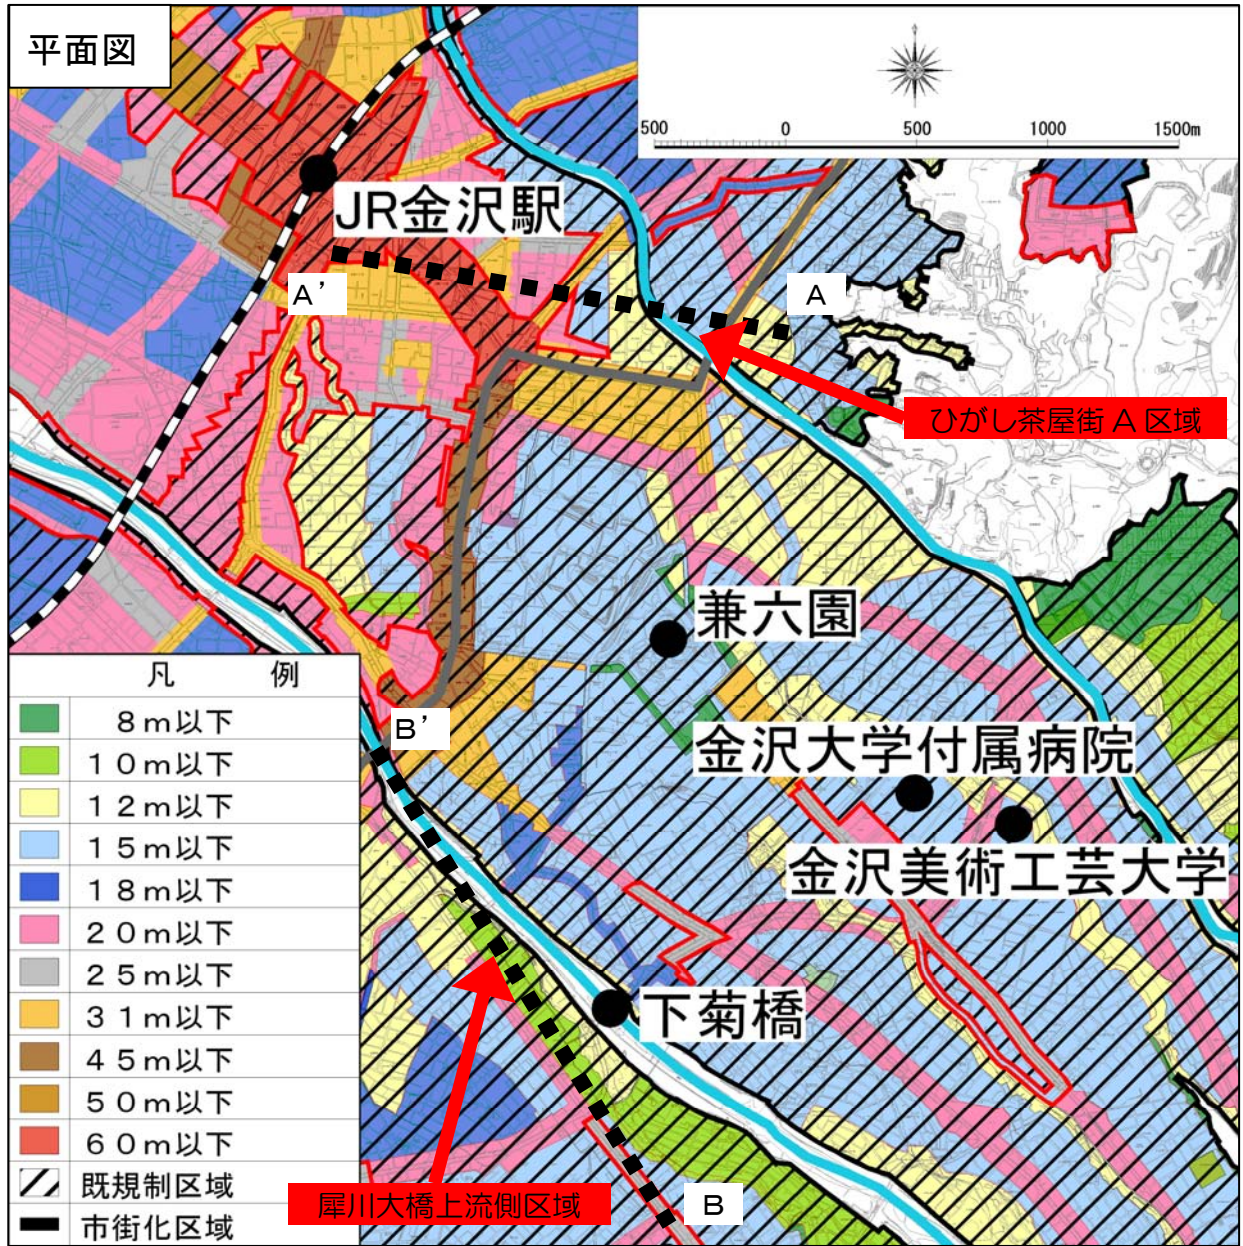 平面図
500 0 500 1000 1500m
JR金沢駅
A’
A
ひがし茶屋街 A 区域
兼六園
B’
金沢大学付属病院
金沢美術工芸大学
下菊橋
犀川大橋上流側区域
B
凡 例
8m以下
10m以下
12m以下
15m以下
18m以下
20m以下
25m以下
31m以下
45m以下
50m以下
60m以下
既規制区域
市街化区域